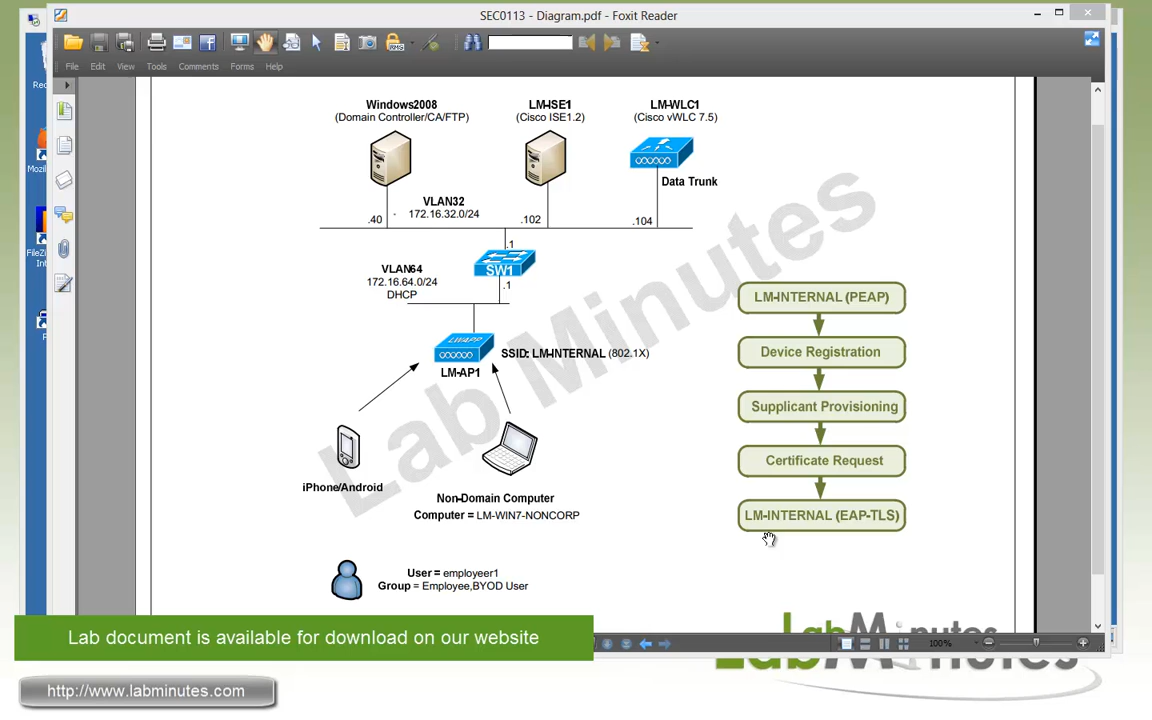 SEC0113 - Diagram.pdf - Foxit Reader
File Edit View Tools Comments Forms Help
Windows2008
(Domain Controller/CA/FTP)
LM-ISE1
(Cisco ISE1.2)
LM-WLC1
(Cisco vWLC 7.5)
Data Trunk
VLAN32
172.16.32.0/24
.40
.102
.104
.1
SW1
.1
VLAN64
172.16.64.0/24
DHCP
LWAPP
SSID: LM-INTERNAL (802.1X)
LM-AP1
iPhone/Android
Non-Domain Computer
Computer = LM-WIN7-NONCORP
User = employeer1
Group = Employee,BYOD User
LM-INTERNAL (PEAP)
Device Registration
Supplicant Provisioning
Certificate Request
LM-INTERNAL (EAP-TLS)
Lab Minutes
Lab document is available for download on our website
100%
LabMinutes
http://www.labminutes.com